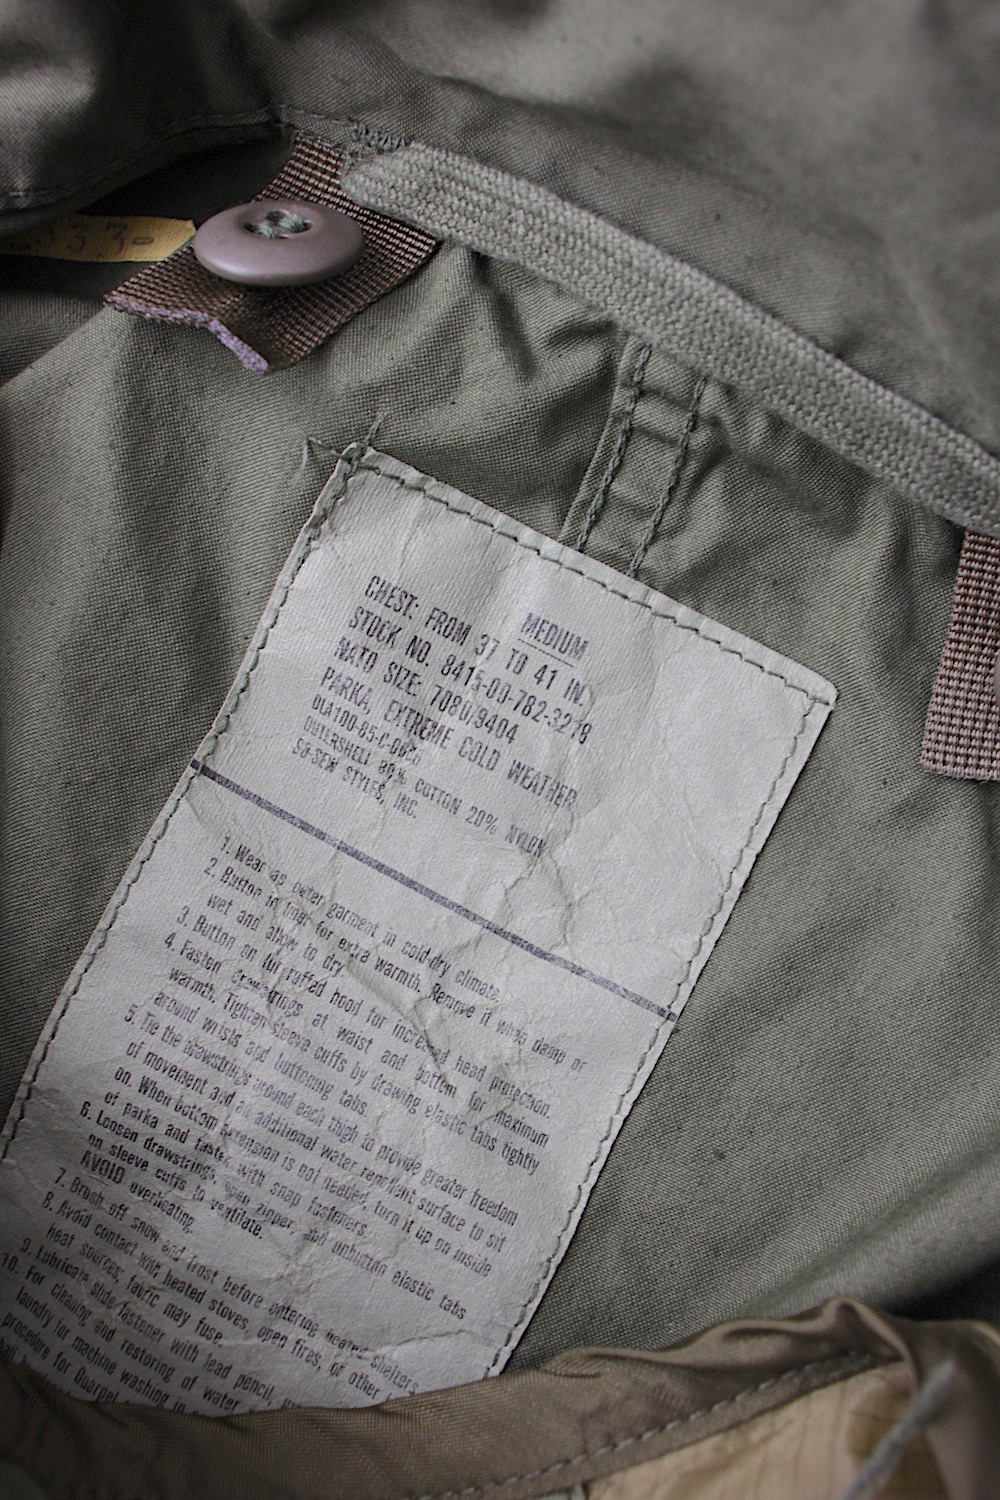 333-
MEDIUM
CHEST: FROM 37 TO 41 IN.
STOCK NO. 8415-00-782-3218
NATO SIZE: 7080/9404
PARKA, EXTREME COLD WEATHER
DLA100-85-C-
OUTERSHELL 80% COTTON 20% NYLON
SO-SEW STYLES, INC.
1. Wear as outer garment in cold-dry climate.
2. Button in liner for extra warmth. Remove it when damp or
wet and allow to dry
3. Button on fur ruffed hood for increased head protection.
4. Fasten drawstrings at waist and bottom for maximum
warmth. Tighten sleeve cuffs by drawing elastic tabs tightly
around wrists and buttoning tabs.
5. Tie the drawstrings around each thigh to provide greater freedom
of movement and an additional water repellent surface to sit
on. When bottom extension is not needed, turn it up on inside
of parka and fasten with snap fasteners.
6. Loosen drawstrings, open zipper, and unbutton elastic tabs
on sleeve cuffs to ventilate.
AVOID overheating.
7. Brush off snow and frost before entering heated shelters.
8. Avoid contact with heated stoves, open fires, or other
heat sources; fabric may fuse.
9. Lubricate slide fastener with lead pencil,
10. For cleaning and restoring of water
laundry for machine washing in
procedure for Quarpel